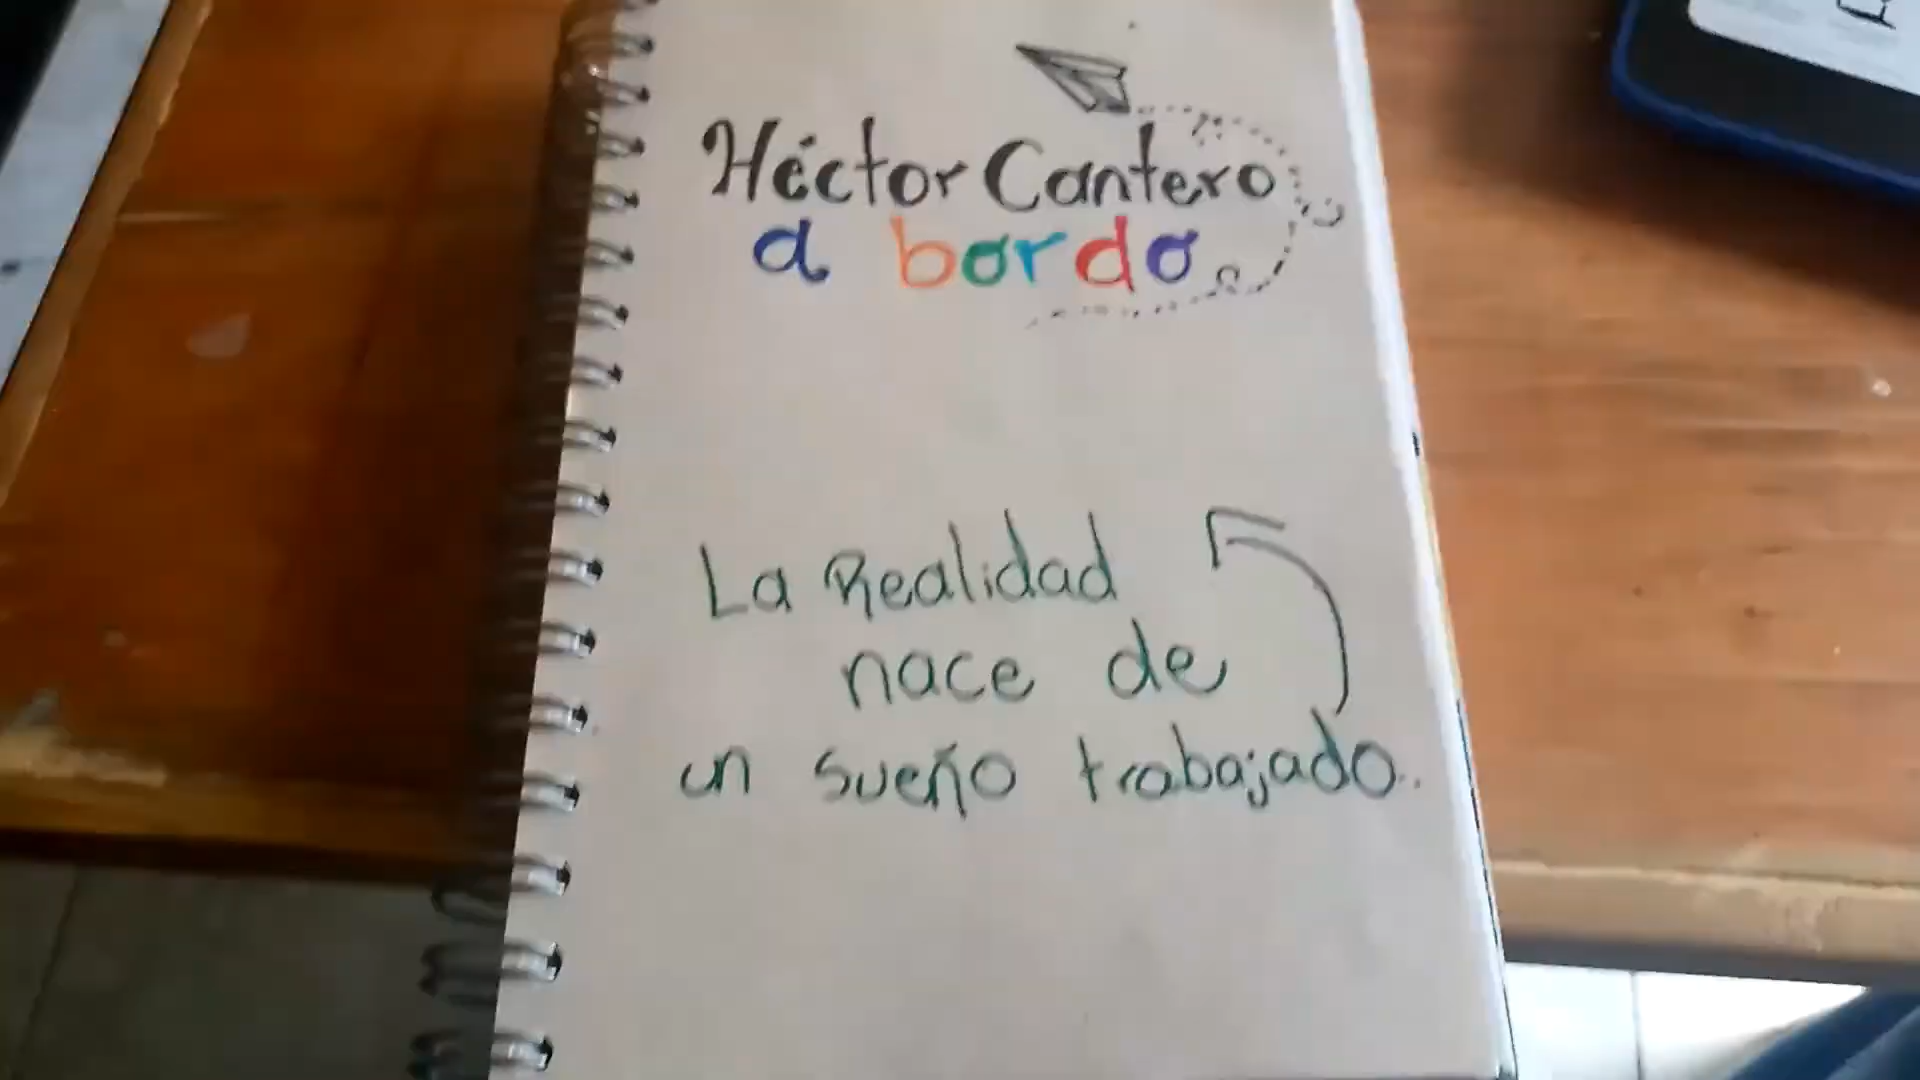 Héctor Cantero
a bordo
La Realidad
nace de
un sueño trabajado.